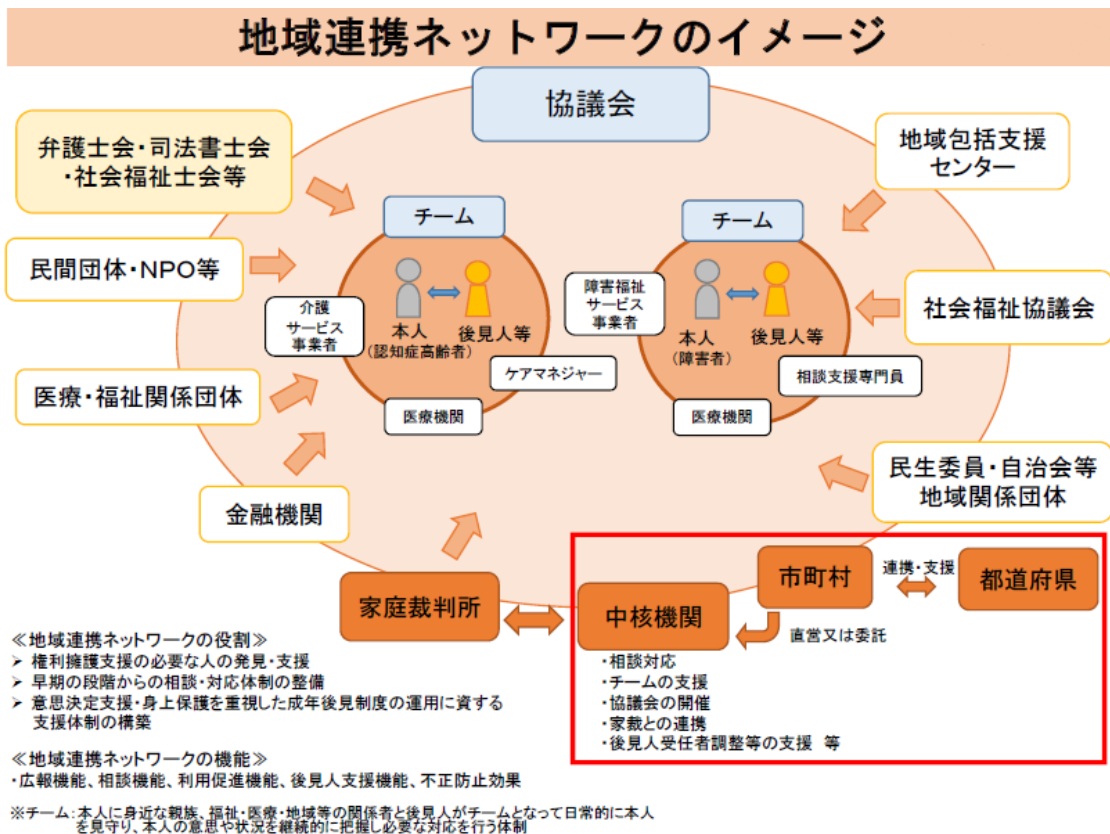 地域連携ネットワークのイメージ
協議会
弁護士会・司法書士会
・社会福祉士会等
地域包括支援
センター
チーム
チーム
民間団体・NPO等
介護
サービス
事業者
本人
(認知症高齢者)
後見人等
ケアマネジャー
医療機関
障害福祉
サービス
事業者
本人
(障害者)
後見人等
相談支援専門員
医療機関
社会福祉協議会
医療・福祉関係団体
金融機関
民生委員・自治会等
地域関係団体
家庭裁判所
中核機関
市町村
連携・支援
都道府県
直営又は委託
・相談対応
・チームの支援
・協議会の開催
・家裁との連携
・後見人受任者調整等の支援 等
≪地域連携ネットワークの役割≫
➢ 権利擁護支援の必要な人の発見・支援
➢ 早期の段階からの相談・対応体制の整備
➢ 意思決定支援・身上保護を重視した成年後見制度の運用に資する
支援体制の構築
≪地域連携ネットワークの機能≫
・広報機能、相談機能、利用促進機能、後見人支援機能、不正防止効果
※チーム：本人に身近な親族、福祉・医療・地域等の関係者と後見人がチームとなって日常的に本人
を見守り、本人の意思や状況を継続的に把握し必要な対応を行う体制